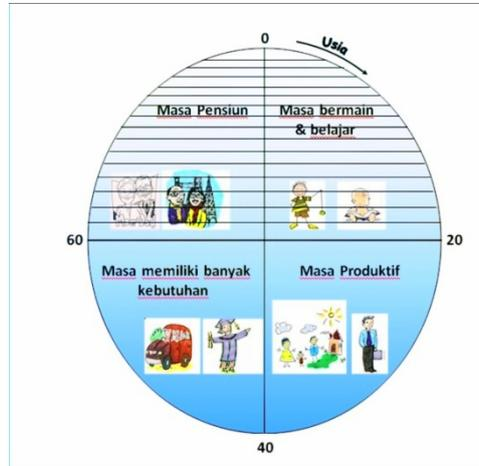 0
Usia
Masa Pensiun
Masa bermain
& belajar
60
20
Masa memiliki banyak
kebutuhan
Masa Produktif
40